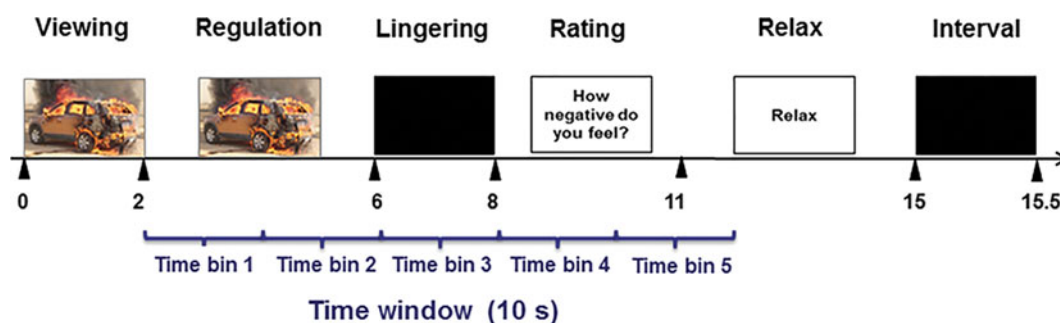 Viewing Regulation Lingering Rating Relax Interval
How
negative do
you feel?
Relax
0 2 6 8 11 15 15.5
Time bin 1 Time bin 2 Time bin 3 Time bin 4 Time bin 5
Time window (10 s)